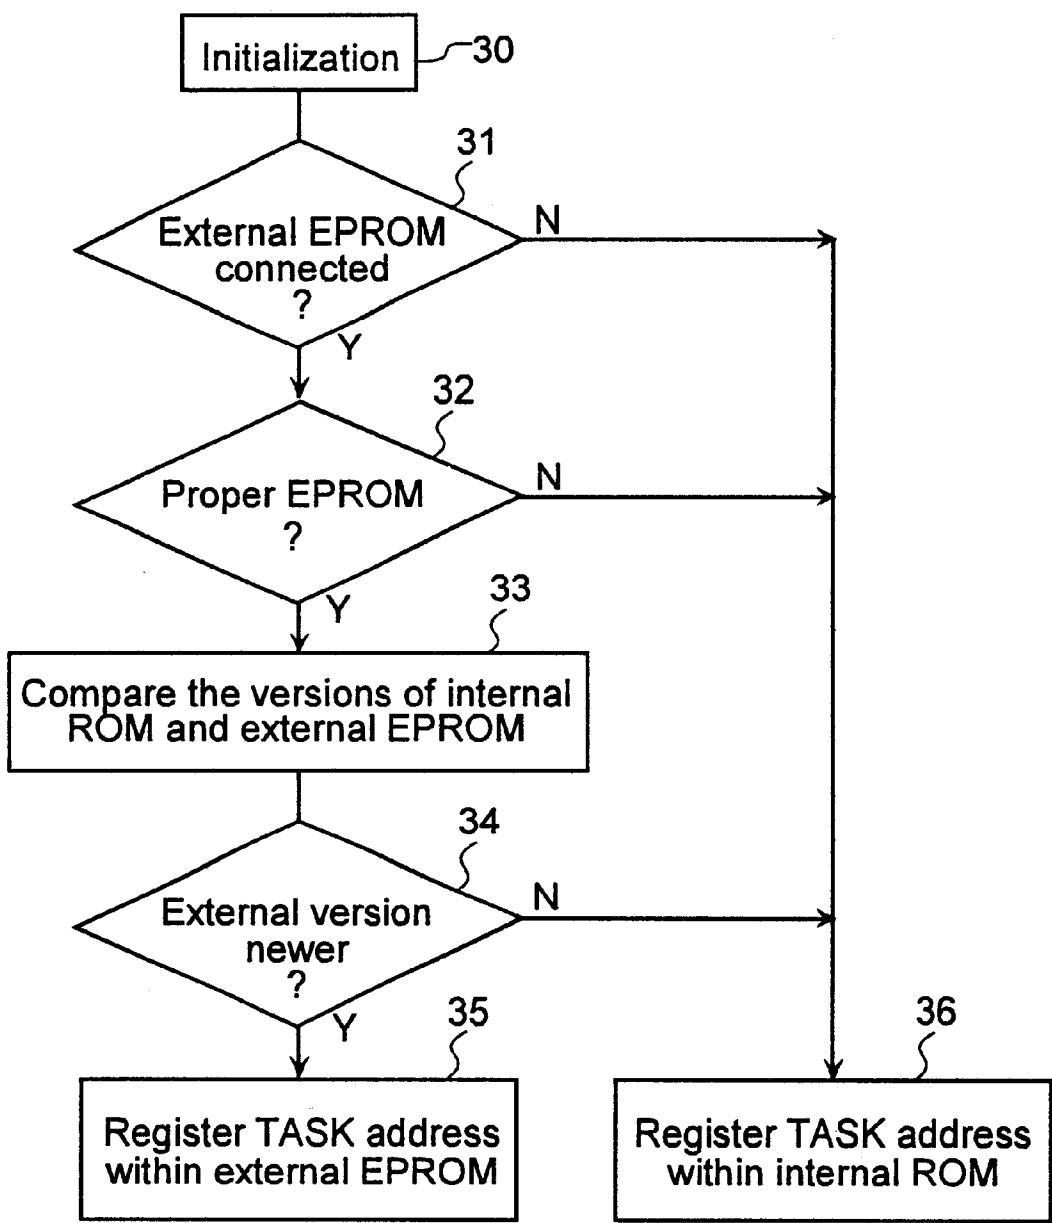 Initialization
30
31
External EPROM
connected
?
N
Y
32
Proper EPROM
?
N
Y
33
Compare the versions of internal
ROM and external EPROM
34
External version
newer
?
N
Y
35
Register TASK address
within external EPROM
36
Register TASK address
within internal ROM